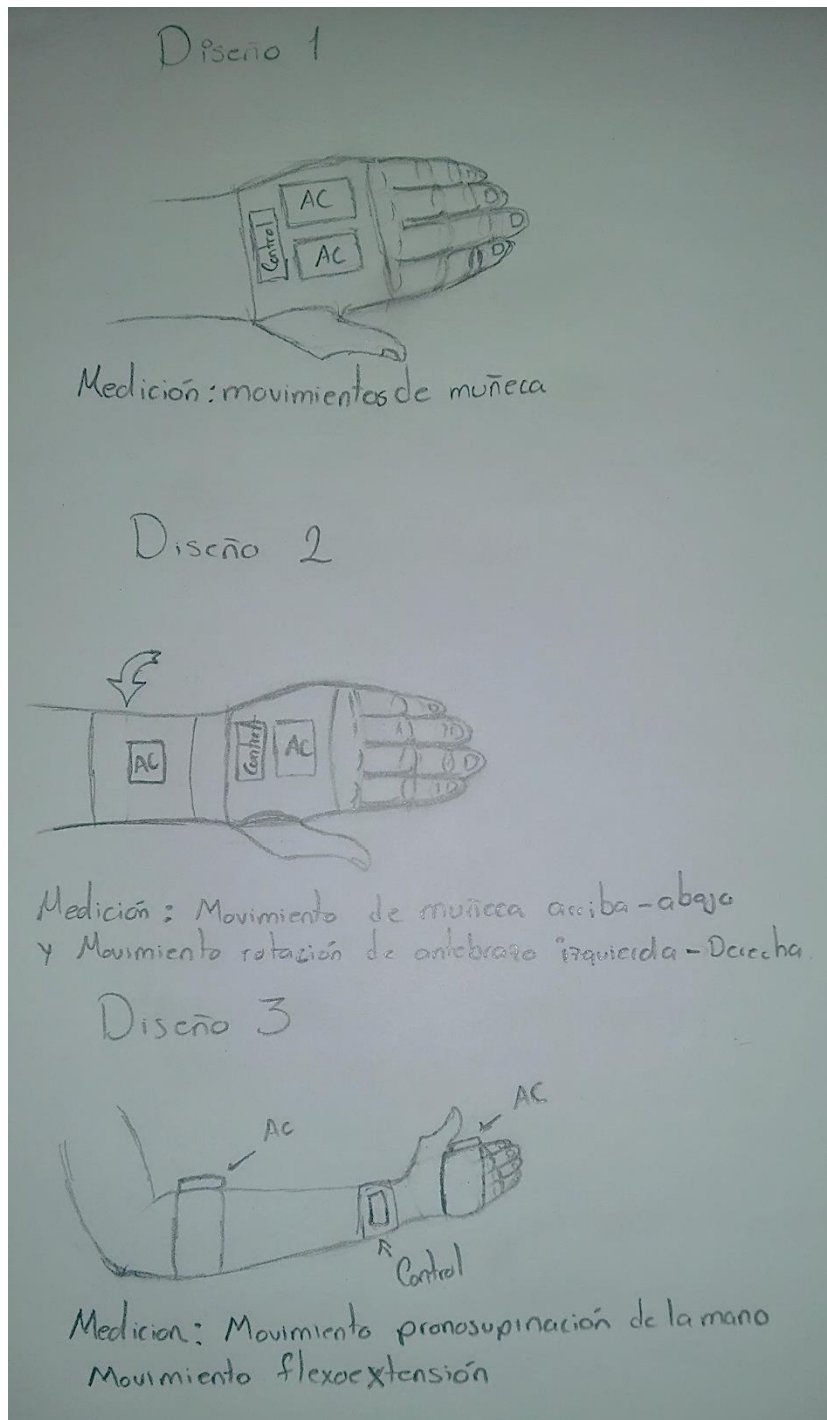 Diseño 1
AC
Control
AC
Medición: movimientos de muñeca
Diseño 2
AC
Control
AC
Medición: Movimiento de muñeca arriba-abajo
y Movimiento rotación de antebrazo izquierda-Derecha.
Diseño 3
AC
AC
Control
Medicion: Movimiento pronosupinación de la mano
Movimiento flexoextensión